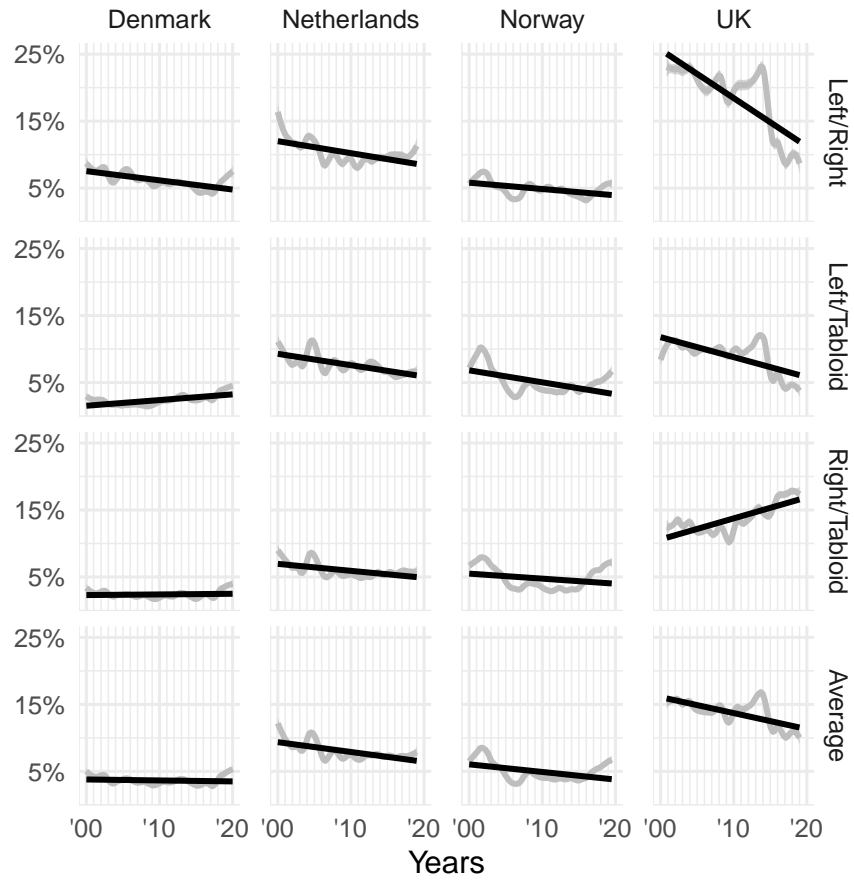 Denmark Netherlands Norway UK
25%
15%
5%
Left/Right
25%
15%
5%
Left/Tabloid
25%
15%
5%
Right/Tabloid
25%
15%
5%
Average
'00 '10 '20 '00 '10 '20 '00 '10 '20 '00 '10 '20
Years